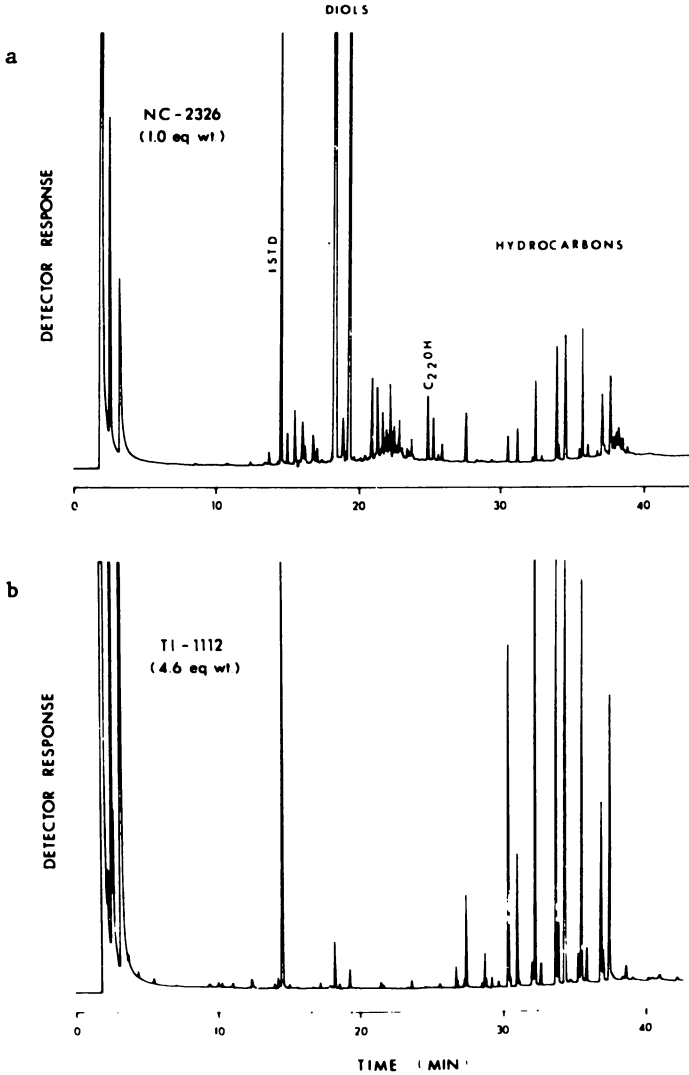 DIOLS
a
NC-2326
(1.0 eq wt.)
DETECTOR RESPONSE
ISTD
HYDROCARBONS
C22OH
0 10 20 30 40
b
TI-1112
(4.6 eq wt.)
DETECTOR RESPONSE
0 10 20 30 40
TIME (MIN)